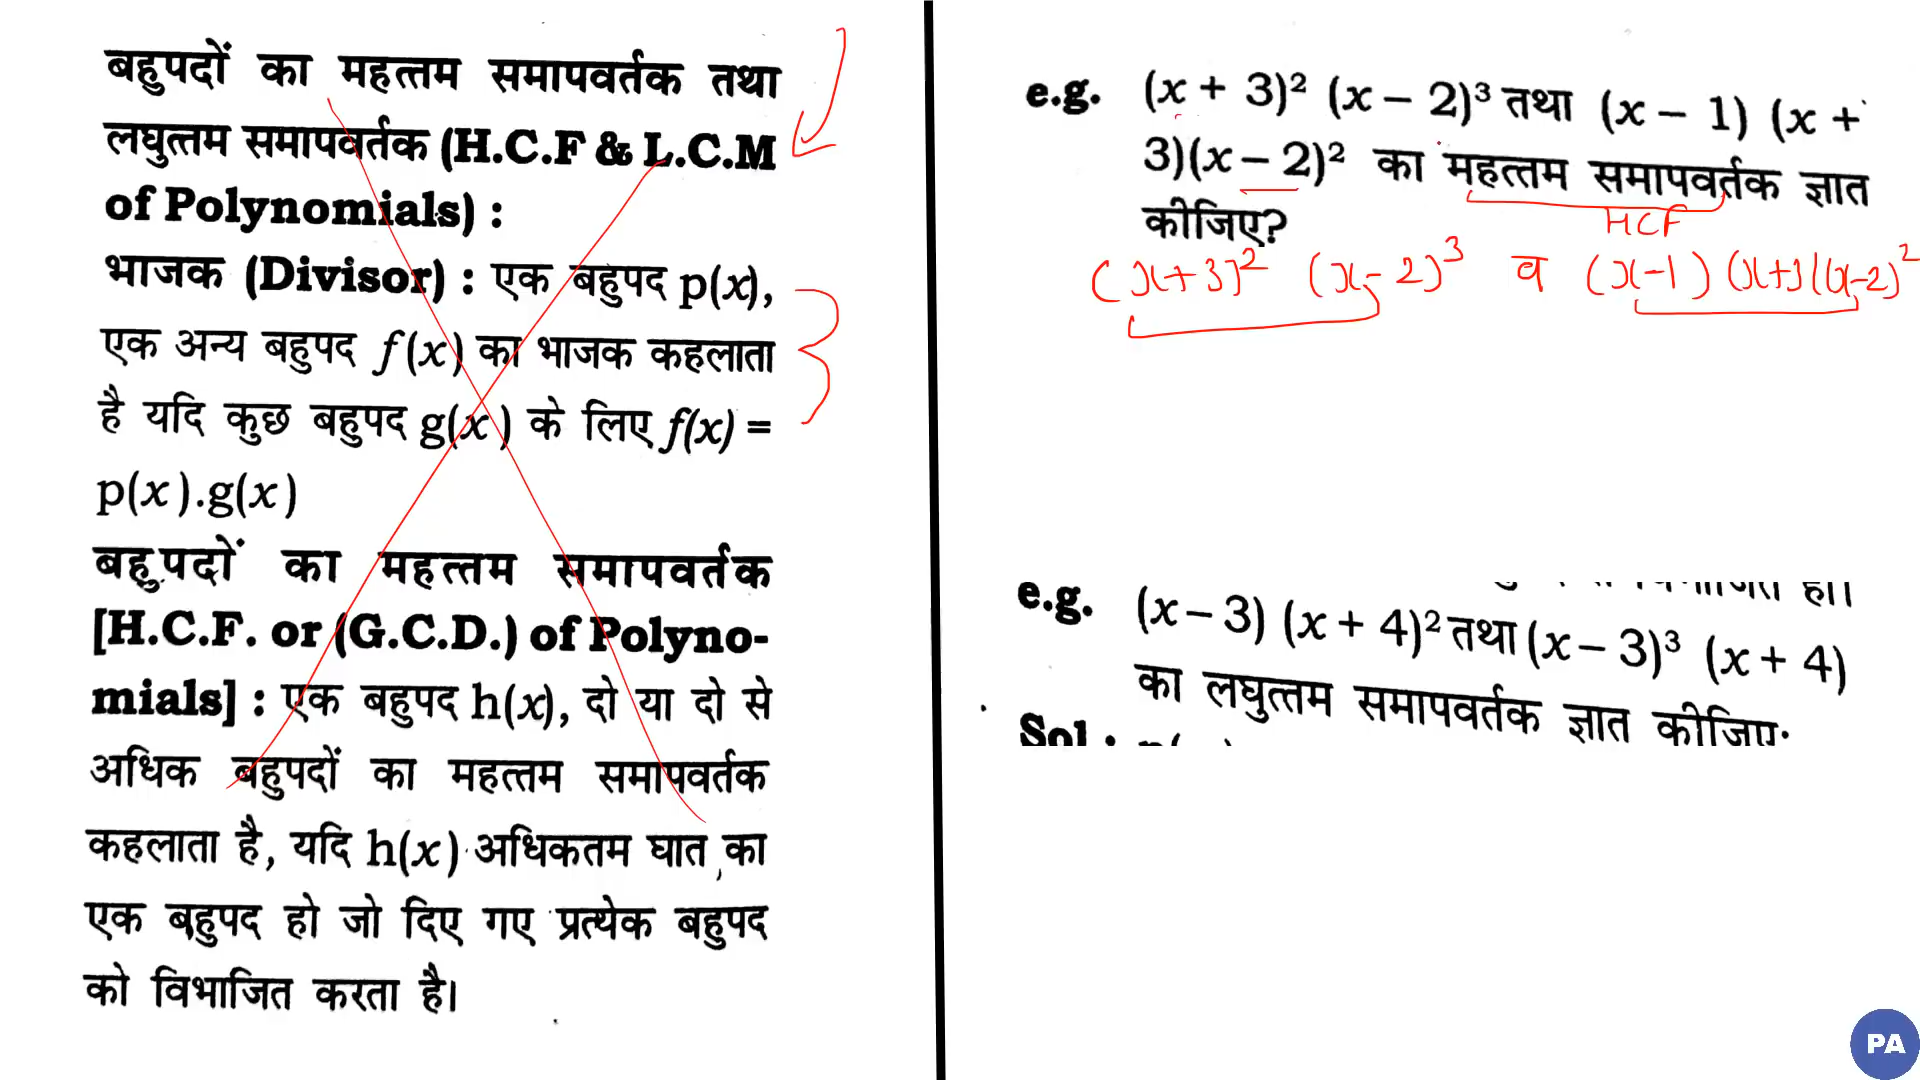 बहुपदों का महत्तम समापवर्तक तथा
लघुत्तम समापवर्तक (H.C.F & L.C.M
of Polynomials) :
भाजक (Divisor) : एक बहुपद p(x),
एक अन्य बहुपद f(x) का भाजक कहलाता
है यदि कुछ बहुपद g(x) के लिए f(x) =
p(x).g(x)
बहुपदों का महत्तम समापवर्तक
[H.C.F. or (G.C.D.) of Polyno-
mials] : एक बहुपद h(x), दो या दो से
अधिक बहुपदों का महत्तम समापवर्तक
कहलाता है, यदि h(x) अधिकतम घात का
एक बहुपद हो जो दिए गए प्रत्येक बहुपद
को विभाजित करता है।
e.g. (x + 3)² (x – 2)³ तथा (x – 1) (x +
3)(x – 2)² का महत्तम समापवर्तक ज्ञात
कीजिए?
HCF
(x+3)² (x-2)³ व (x-1) (x+3)(x-2)²
e.g. (x – 3) (x + 4)² तथा (x – 3)³ (x + 4)
का लघुत्तम समापवर्तक ज्ञात कीजिए.
Sol :
PA